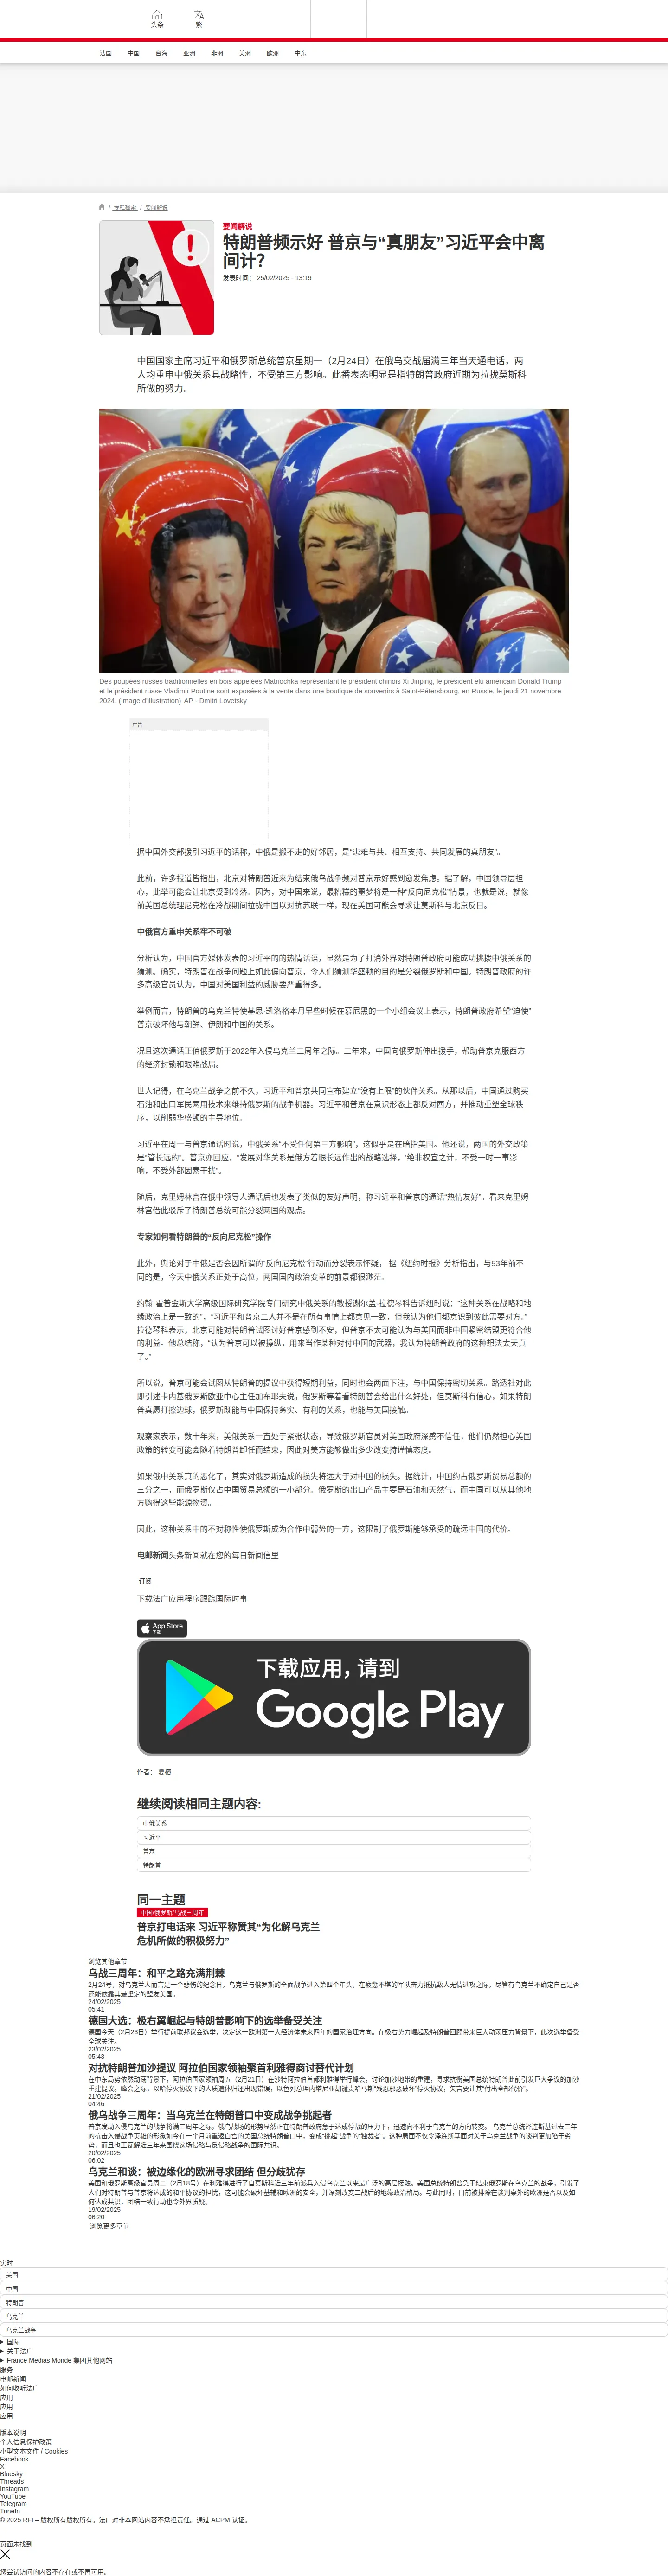 头条
繁
法国
中国
台海
亚洲
非洲
美洲
欧洲
中东
/ 专栏检索 / 要闻解说
要闻解说
特朗普频示好 普京与“真朋友”习近平会中离
间计？
发表时间： 25/02/2025 - 13:19
中国国家主席习近平和俄罗斯总统普京星期一（2月24日）在俄乌交战届满三年当天通电话，两
人均重申中俄关系具战略性，不受第三方影响。此番表态明显是指特朗普政府近期为拉拢莫斯科
所做的努力。
Des poupées russes traditionnelles en bois appelées Matriochka représentant le président chinois Xi Jinping, le président élu américain Donald Trump
et le président russe Vladimir Poutine sont exposées à la vente dans une boutique de souvenirs à Saint-Pétersbourg, en Russie, le jeudi 21 novembre
2024. (Image d'illustration) AP - Dmitri Lovetsky
广告
据中国外交部援引习近平的话称，中俄是搬不走的好邻居，是“患难与共、相互支持、共同发展的真朋友”。
此前，许多报道皆指出，北京对特朗普近来为结束俄乌战争频对普京示好感到愈发焦虑。据了解，中国领导层担
心，此举可能会让北京受到冷落。因为，对中国来说，最糟糕的噩梦将是一种“反向尼克松”情景，也就是说，就像
前美国总统理尼克松在冷战期间拉拢中国以对抗苏联一样，现在美国可能会寻求让莫斯科与北京反目。
中俄官方重申关系牢不可破
分析认为，中国官方媒体发表的习近平的的热情话语，显然是为了打消外界对特朗普政府可能成功挑拨中俄关系的
猜测。确实，特朗普在战争问题上如此偏向普京，令人们猜测华盛顿的目的是分裂俄罗斯和中国。特朗普政府的许
多高级官员认为，中国对美国利益的威胁要严重得多。
举例而言，特朗普的乌克兰特使基思·凯洛格本月早些时候在慕尼黑的一个小组会议上表示，特朗普政府希望“迫使”
普京破坏他与朝鲜、伊朗和中国的关系。
况且这次通话正值俄罗斯于2022年入侵乌克兰三周年之际。三年来，中国向俄罗斯伸出援手，帮助普京克服西方
的经济封锁和艰难战局。
世人记得，在乌克兰战争之前不久，习近平和普京共同宣布建立“没有上限”的伙伴关系。从那以后，中国通过购买
石油和出口军民两用技术来维持俄罗斯的战争机器。习近平和普京在意识形态上都反对西方，并推动重塑全球秩
序，以削弱华盛顿的主导地位。
习近平在周一与普京通话时说，中俄关系“不受任何第三方影响”，这似乎是在暗指美国。他还说，两国的外交政策
是“管长远的”。普京亦回应，“发展对华关系是俄方着眼长远作出的战略选择，‘绝非权宜之计，不受一时一事影
响，不受外部因素干扰”。
随后，克里姆林宫在俄中领导人通话后也发表了类似的友好声明，称习近平和普京的通话“热情友好”。看来克里姆
林宫借此驳斥了特朗普总统可能分裂两国的观点。
专家如何看特朗普的“反向尼克松”操作
此外，舆论对于中俄是否会因所谓的“反向尼克松”行动而分裂表示怀疑， 据《纽约时报》分析指出，与53年前不
同的是，今天中俄关系正处于高位，两国国内政治变革的前景都很渺茫。
约翰·霍普金斯大学高级国际研究学院专门研究中俄关系的教授谢尔盖·拉德琴科告诉纽时说：“这种关系在战略和地
缘政治上是一致的”，“习近平和普京二人并不是在所有事情上都意见一致，但我认为他们都意识到彼此需要对方。”
拉德琴科表示，北京可能对特朗普试图讨好普京感到不安，但普京不太可能认为与美国而非中国紧密结盟更符合他
的利益。他总结称，“认为普京可以被操纵，用来当作某种对付中国的武器，我认为特朗普政府的这种想法太天真
了。”
所以说，普京可能会试图从特朗普的提议中获得短期利益，同时也会两面下注，与中国保持密切关系。路透社对此
即引述卡内基俄罗斯欧亚中心主任加布耶夫说，俄罗斯等着看特朗普会给出什么好处，但莫斯科有信心，如果特朗
普真愿打擦边球，俄罗斯既能与中国保持务实、有利的关系，也能与美国接触。
观察家表示，数十年来，美俄关系一直处于紧张状态，导致俄罗斯官员对美国政府深感不信任，他们仍然担心美国
政策的转变可能会随着特朗普卸任而结束，因此对美方能够做出多少改变持谨慎态度。
如果俄中关系真的恶化了，其实对俄罗斯造成的损失将远大于对中国的损失。据统计，中国约占俄罗斯贸易总额的
三分之一，而俄罗斯仅占中国贸易总额的一小部分。俄罗斯的出口产品主要是石油和天然气，而中国可以从其他地
方购得这些能源物资。
因此，这种关系中的不对称性使俄罗斯成为合作中弱势的一方，这限制了俄罗斯能够承受的疏远中国的代价。
电邮新闻头条新闻就在您的每日新闻信里
订阅
下载法广应用程序跟踪国际时事
App Store
下载
下载应用，请到
Google Play
作者： 夏榕
继续阅读相同主题内容:
中俄关系
习近平
普京
特朗普
同一主题
中国/俄罗斯/乌战三周年
普京打电话来 习近平称赞其“为化解乌克兰
危机所做的积极努力”
浏览其他章节
乌战三周年：和平之路充满荆棘
2月24号，对乌克兰人而言是一个悲伤的纪念日，乌克兰与俄罗斯的全面战争进入第四个年头，在疲惫不堪的军队奋力抵抗敌人无情进攻之际，尽管有乌克兰不确定自己是否
还能依靠其最坚定的盟友美国。
24/02/2025
05:41
德国大选：极右翼崛起与特朗普影响下的选举备受关注
德国今天（2月23日）举行提前联邦议会选举，决定这一欧洲第一大经济体未来四年的国家治理方向。在极右势力崛起及特朗普回归带来巨大动荡压力背景下，此次选举备受
全球关注。
23/02/2025
05:43
对抗特朗普加沙提议 阿拉伯国家领袖聚首利雅得商讨替代计划
在中东局势依然动荡背景下，阿拉伯国家领袖周五（2月21日）在沙特阿拉伯首都利雅得举行峰会，讨论加沙地带的重建，寻求抗衡美国总统特朗普此前引发巨大争议的加沙
重建提议。峰会之际，以哈停火协议下的人质遗体归还出现错误，以色列总理内塔尼亚胡谴责哈马斯“残忍邪恶破坏”停火协议，矢言要让其“付出全部代价”。
21/02/2025
04:46
俄乌战争三周年：当乌克兰在特朗普口中变成战争挑起者
普京发动入侵乌克兰的战争将满三周年之际，俄乌战场的形势显然正在特朗普政府急于达成停战的压力下，迅速向不利于乌克兰的方向转变。 乌克兰总统泽连斯基过去三年
的抗击入侵战争英雄的形象如今在一个月前重返白宫的美国总统特朗普口中，变成“挑起”战争的“独裁者”。这种局面不仅令泽连斯基面对关于乌克兰战争的谈判更加陷于劣
势，而且也正瓦解近三年来围绕这场侵略与反侵略战争的国际共识。
20/02/2025
06:02
乌克兰和谈：被边缘化的欧洲寻求团结 但分歧犹存
美国和俄罗斯高级官员周二（2月18号）在利雅得进行了自莫斯科近三年前派兵入侵乌克兰以来最广泛的高层接触。美国总统特朗普急于结束俄罗斯在乌克兰的战争，引发了
人们对特朗普与普京将达成的和平协议的担忧，这可能会破坏基辅和欧洲的安全，并深刻改变二战后的地缘政治格局。与此同时，目前被排除在谈判桌外的欧洲是否以及如
何达成共识，团结一致行动也令外界质疑。
19/02/2025
06:20
浏览更多章节
实时
美国
中国
特朗普
乌克兰
乌克兰战争
国际
关于法广
France Médias Monde 集团其他网站
服务
电邮新闻
如何收听法广
应用
应用
应用
版本说明
个人信息保护政策
小型文本文件 / Cookies
Facebook
X
Bluesky
Threads
Instagram
YouTube
Telegram
TuneIn
© 2025 RFI – 版权所有版权所有。法广对非本网站内容不承担责任。通过 ACPM 认证。
页面未找到
您尝试访问的内容不存在或不再可用。